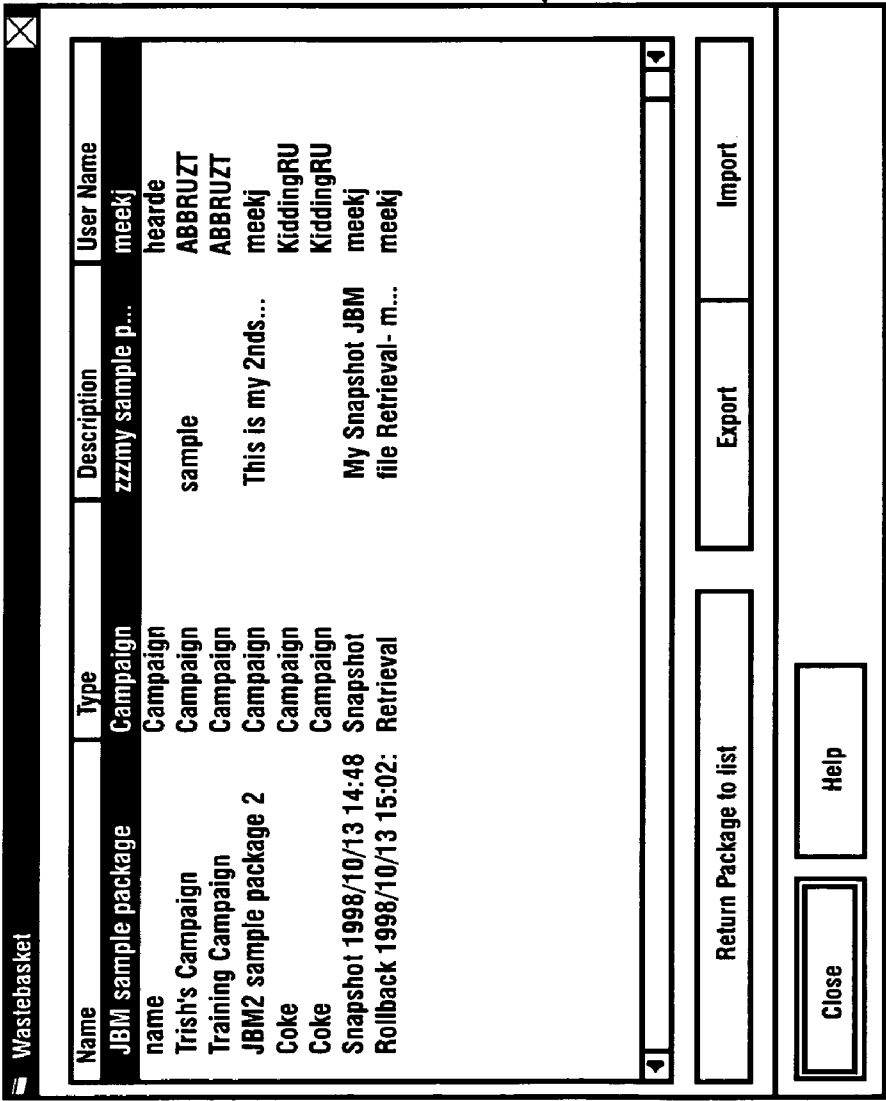 Wastebasket
Name Type Description User Name
JBM sample package Campaign zzzmy sample p... meekj
name Campaign hearde
Trish's Campaign Campaign sample ABBRUZT
Training Campaign Campaign ABBRUZT
JBM2 sample package 2 Campaign This is my 2nds... meekj
Coke Campaign KiddingRU
Coke Campaign KiddingRU
Snapshot 1998/10/13 14:48 Snapshot My Snapshot JBM meekj
Rollback 1998/10/13 15:02: Retrieval file Retrieval- m... meekj
Return Package to list Export Import
Close Help